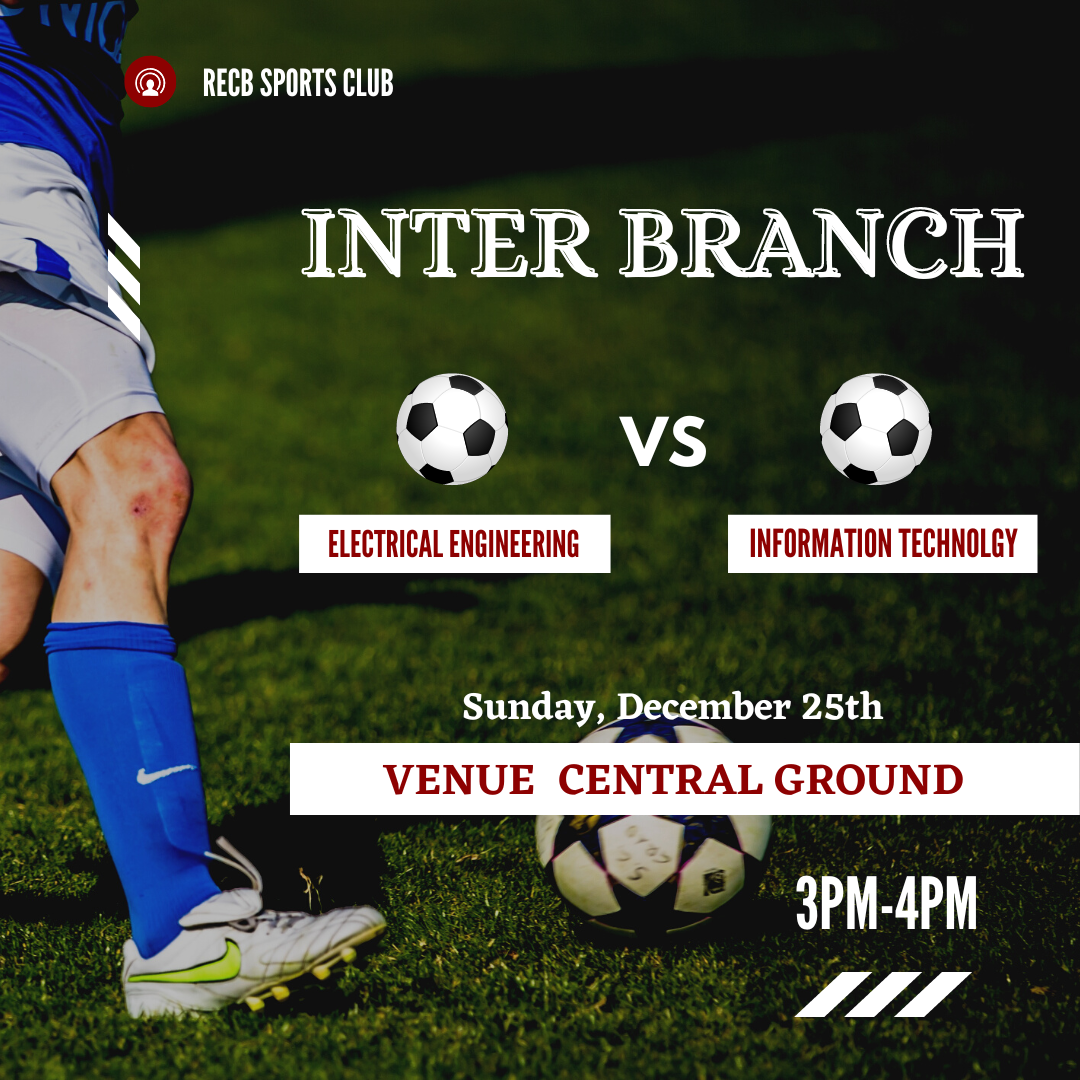 RECB SPORTS CLUB
INTER BRANCH
VS
ELECTRICAL ENGINEERING
INFORMATION TECHNOLGY
Sunday, December 25th
VENUE CENTRAL GROUND
3PM-4PM